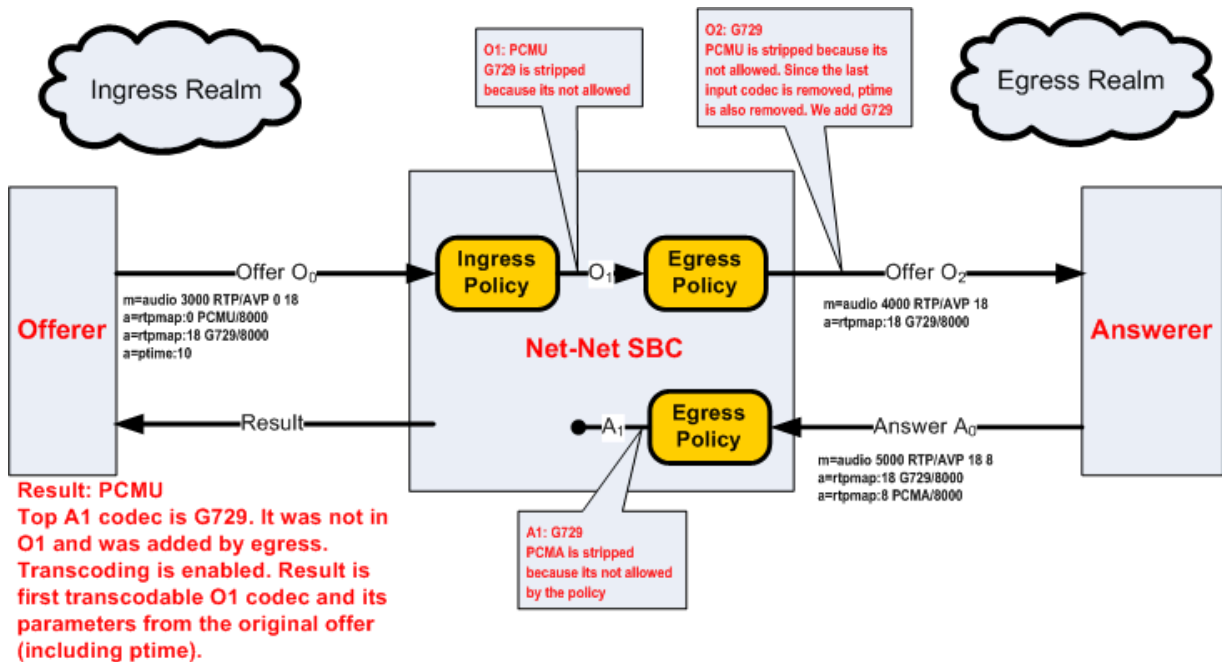 Ingress Realm
O1: PCMU
G729 is stripped
because its not allowed
O2: G729
PCMU is stripped because its
not allowed. Since the last
input codec is removed, ptime
is also removed. We add G729
Egress Realm
Offerer
Offer O0
m=audio 3000 RTP/AVP 0 18
a=rtpmap:0 PCMU/8000
a=rtpmap:18 G729/8000
a=ptime:10
Ingress
Policy
O1
Egress
Policy
Offer O2
m=audio 4000 RTP/AVP 18
a=rtpmap:18 G729/8000
Answerer
Net-Net SBC
Result
A1
Egress
Policy
Answer A0
m=audio 5000 RTP/AVP 18 8
a=rtpmap:18 G729/8000
a=rtpmap:8 PCMA/8000
Result: PCMU
Top A1 codec is G729. It was not in
O1 and was added by egress.
Transcoding is enabled. Result is
first transcodable O1 codec and its
parameters from the original offer
(including ptime).
A1: G729
PCMA is stripped
because its not allowed
by the policy